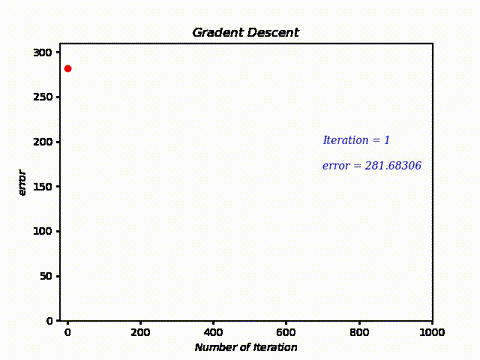 Gradent Descent
300
250
200
150
100
50
0
error
Iteration = 1
error = 281.68306
0 200 400 600 800 1000
Number of Iteration